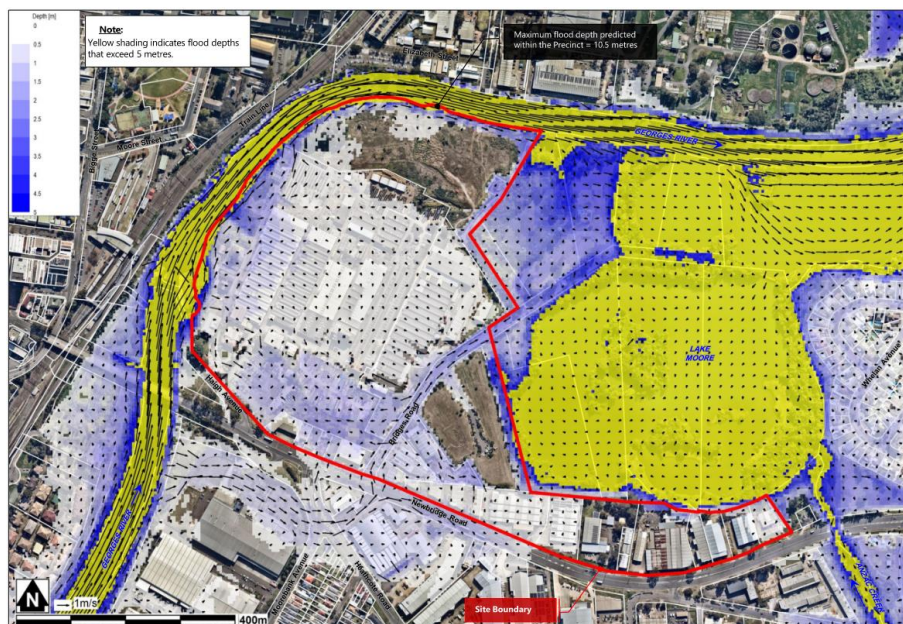 Depth [m]
0
0.5
1
1.5
2
2.5
3
3.5
4
4.5
5
Note:
Yellow shading indicates flood depths
that exceed 5 metres.
Maximum flood depth predicted
within the Precinct = 10.5 metres
Elizabeth Street
Train Line
Moore Street
Bigge Street
GEORGES RIVER
LAKE
MOORE
Whelan Avenue
Haigh Avenue
Bridges Road
Newbridge Road
GEORGES RIVER
Site Boundary
N
1m/s
400m